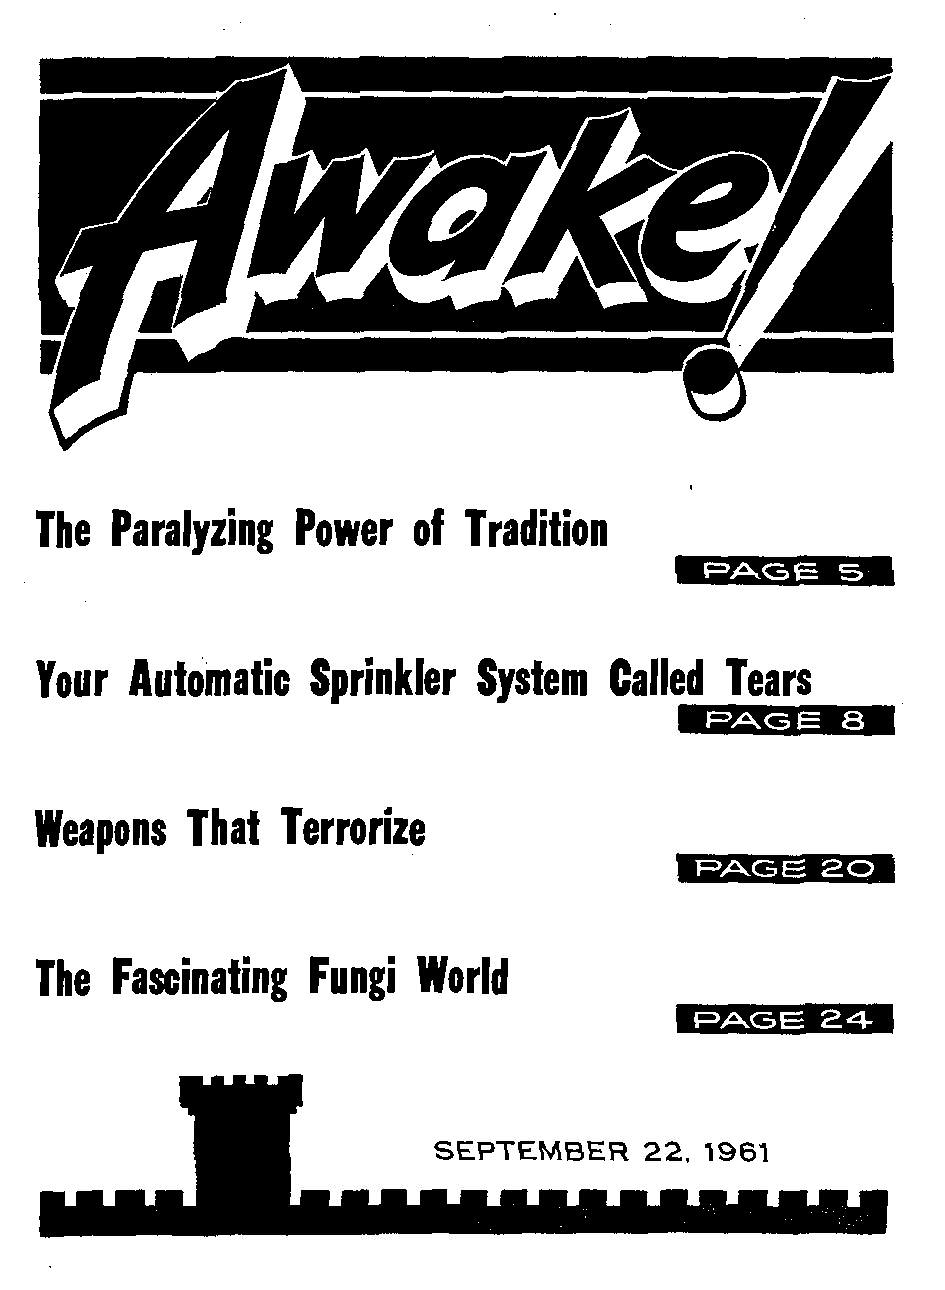 Awake!
The Paralyzing Power of Tradition
PAGE 5
Your Automatic Sprinkler System Called Tears
PAGE 8
Weapons That Terrorize
PAGE 20
The Fascinating Fungi World
PAGE 24
SEPTEMBER 22, 1961